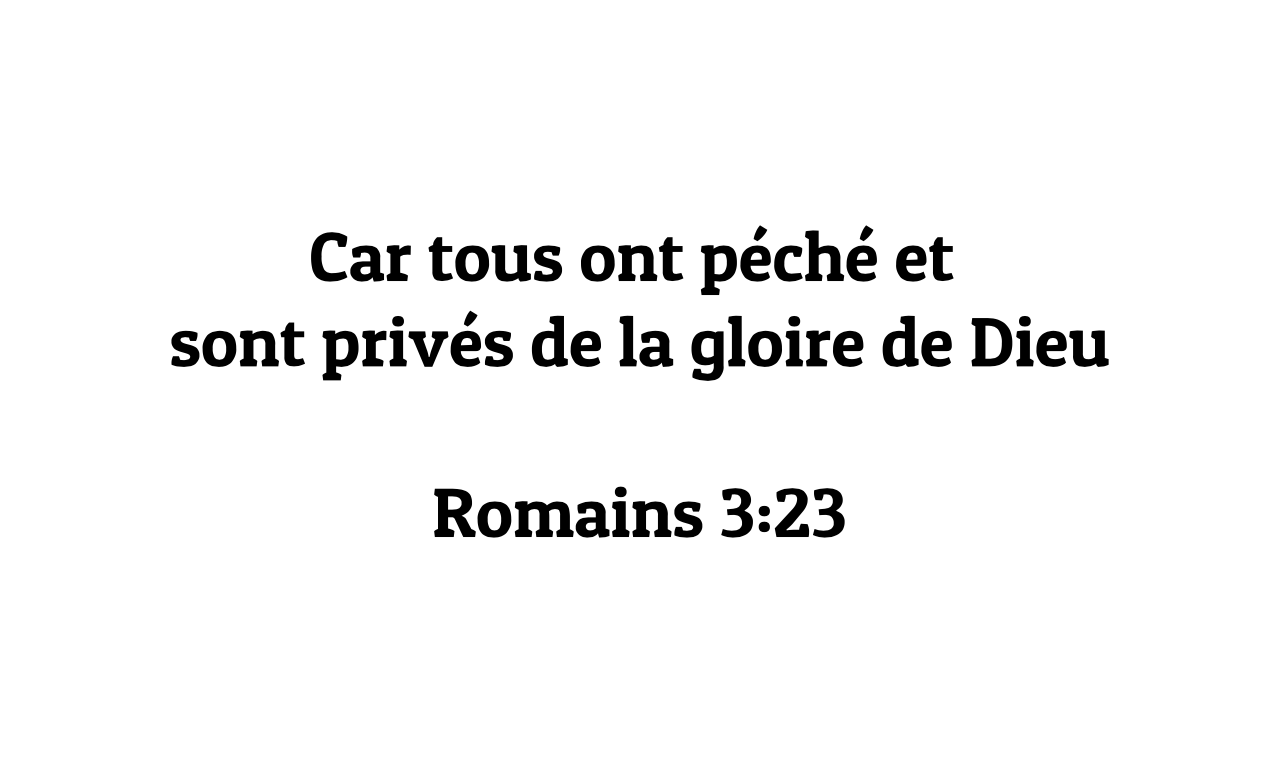 Car tous ont péché et
sont privés de la gloire de Dieu
Romains 3:23